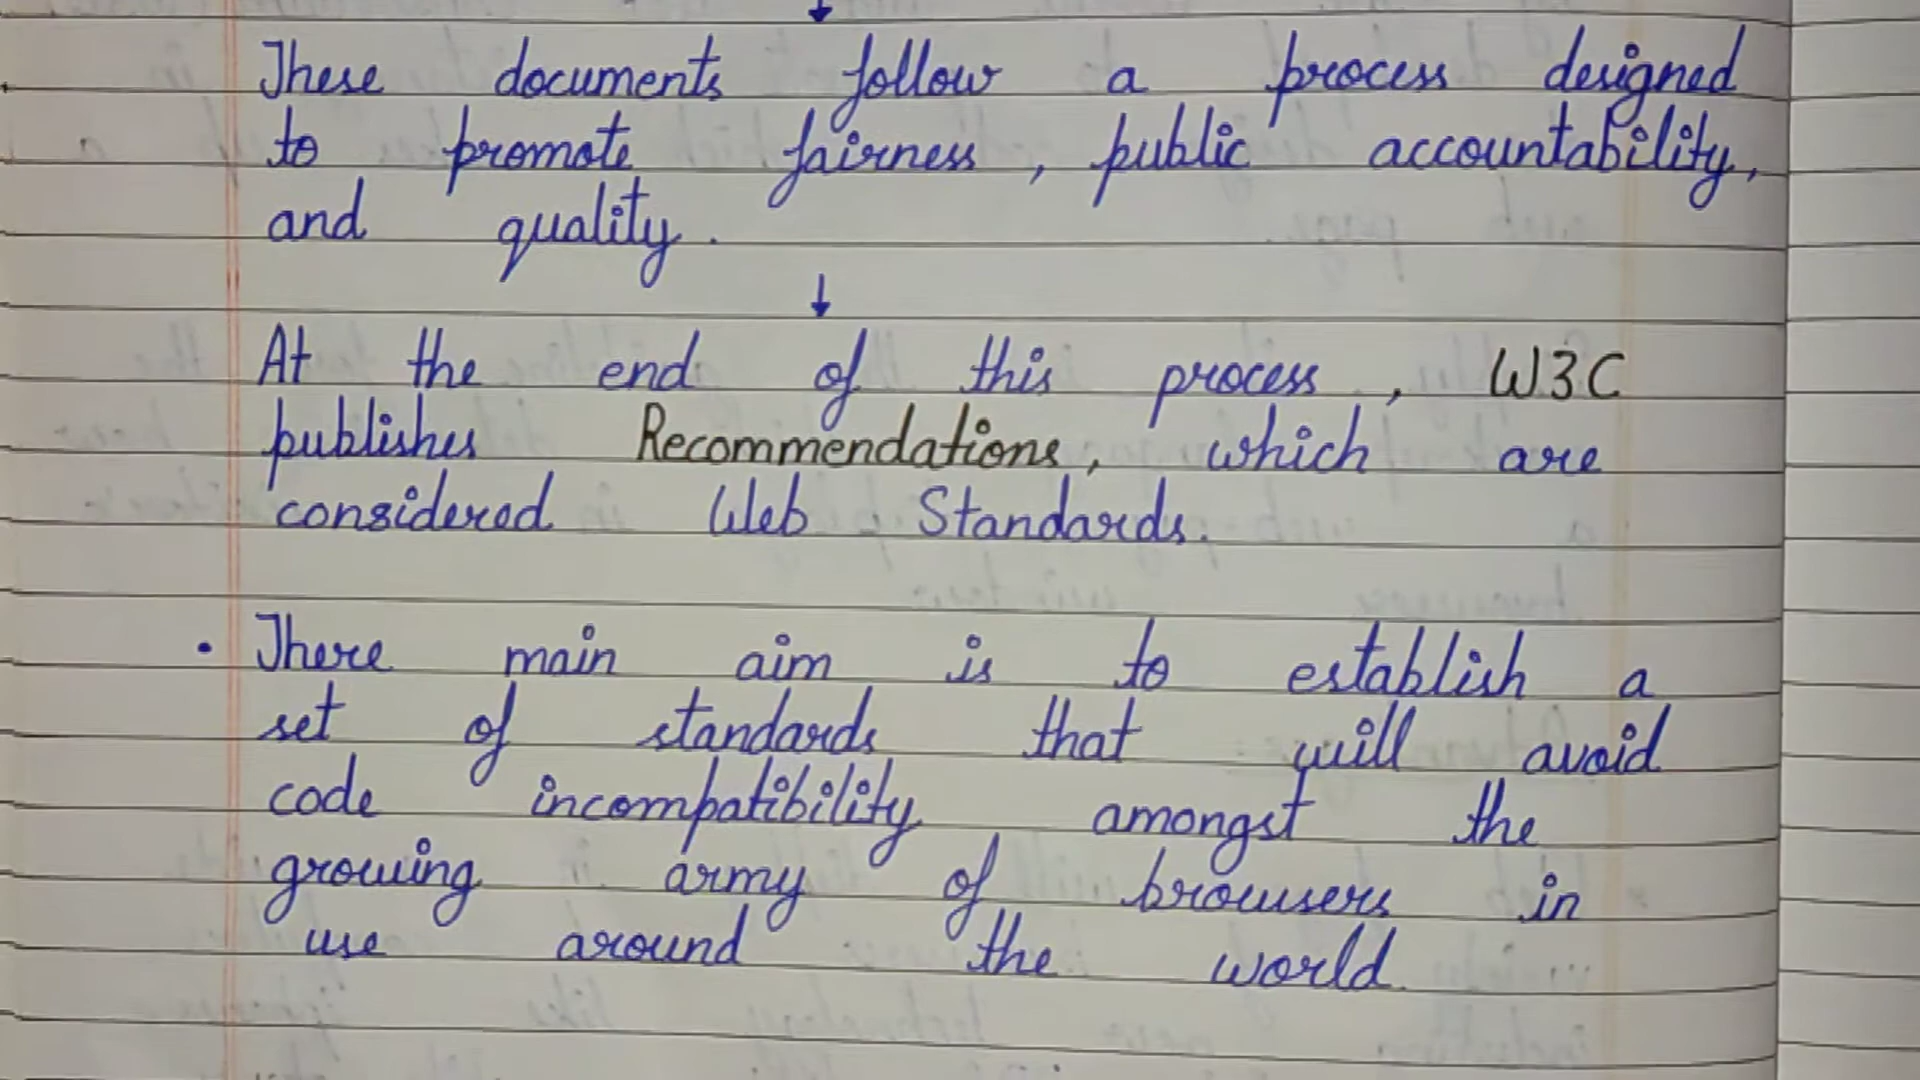 ↓
These documents follow a process designed
to promote fairness, public accountability,
and quality.
↓
At the end of this process, W3C
publishes Recommendations, which are
considered Web Standards.
• There main aim is to establish a
set of standards that will avoid
code incompatibility amongst the
growing army of browsers in
use around the world.